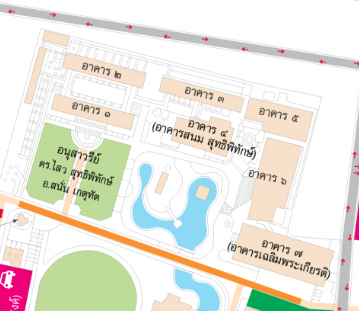 อาคาร ๒
อาคาร ๓
อาคาร ๑
อาคาร ๕
อาคาร ๔
(อาคารสนม สุทธิพิทักษ์)
อนุสาวรีย์
ดร.ไสว สุทธิพิทักษ์
อ.สนั่น เกตุทัต
อาคาร ๖
อาคาร ๗
(อาคารเฉลิมพระเกียรติ)